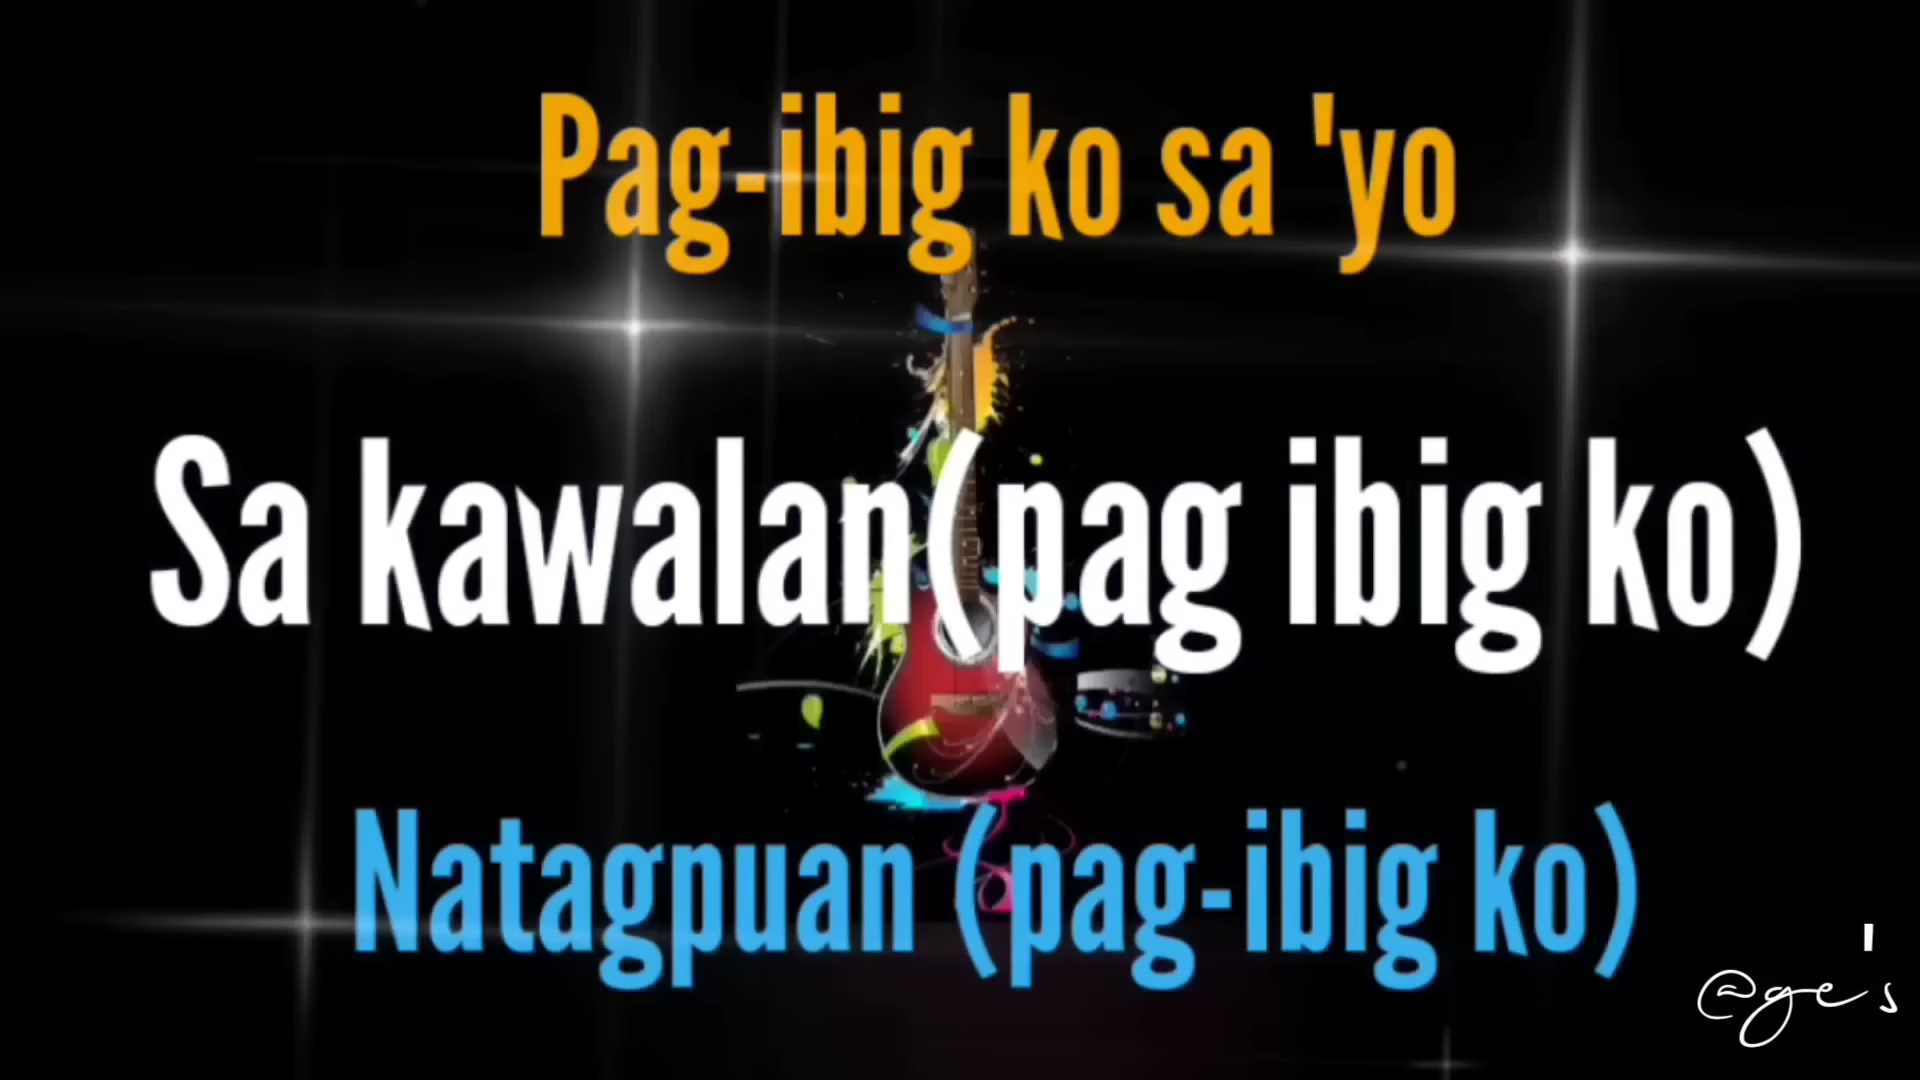 Pag-ibig ko sa 'yo
Sa kawalan(pag ibig ko)
Natagpuan (pag-ibig ko)
@ge's